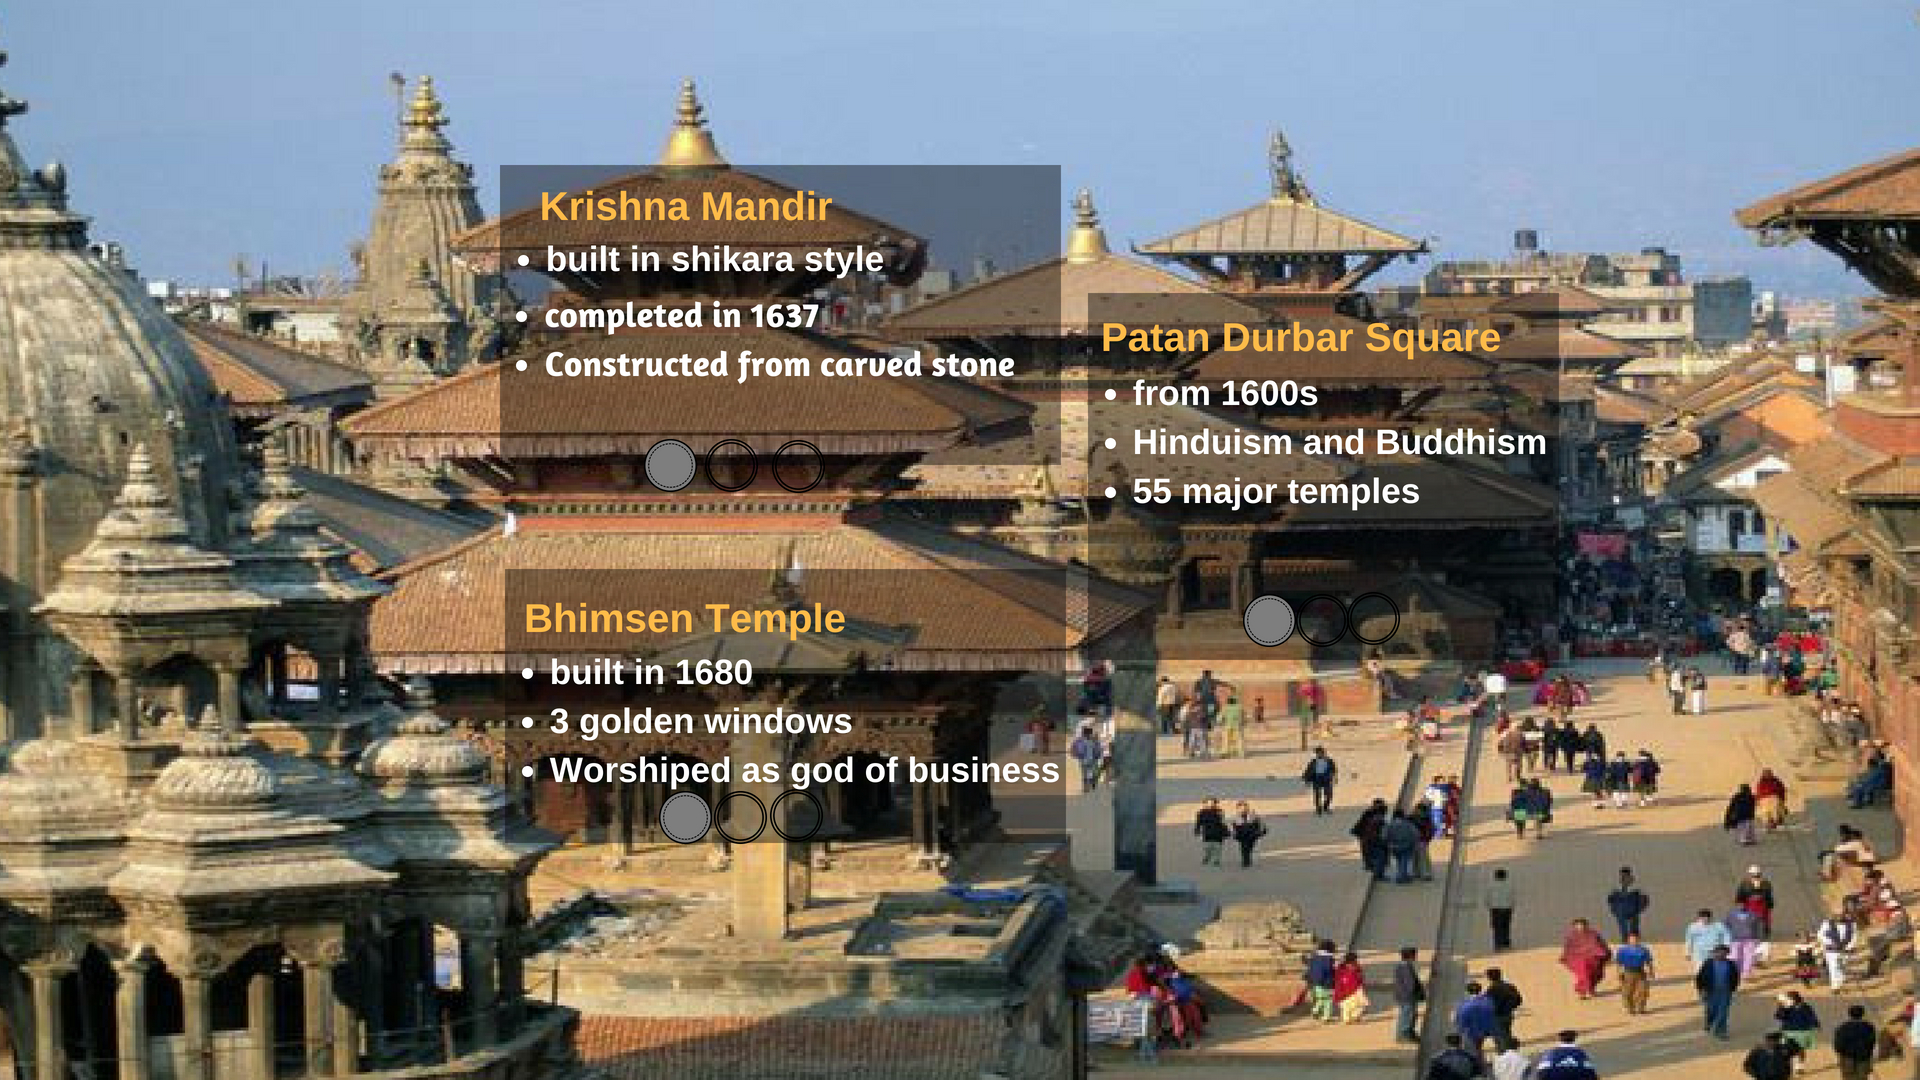 Krishna Mandir
• built in shikara style
• completed in 1637
• Constructed from carved stone
Patan Durbar Square
• from 1600s
• Hinduism and Buddhism
• 55 major temples
Bhimsen Temple
• built in 1680
• 3 golden windows
• Worshiped as god of business